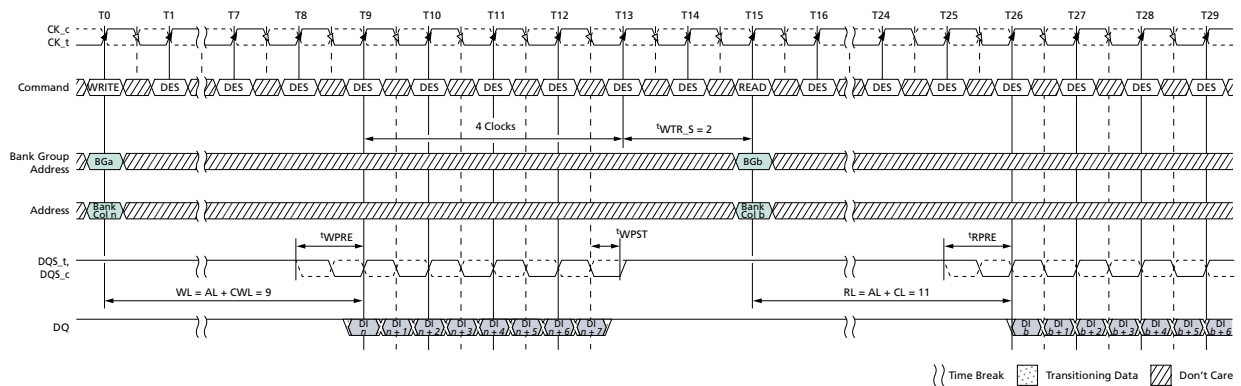 T0 T1 T7 T8 T9 T10 T11 T12 T13 T14 T15 T16 T24 T25 T26 T27 T28 T29
CK_c
CK_t
Command WRITE DES DES DES DES DES DES DES DES DES READ DES DES DES DES DES DES DES
4 Clocks tWTR_S = 2
Bank Group
Address BGa BGb
Address Bank
Col n Bank
Col b
tWPRE tWPST tRPRE
DQS_t,
DQS_c
WL = AL + CWL = 9 RL = AL + CL = 11
DQ DI
n DI
n + 1 DI
n + 2 DI
n + 3 DI
n + 4 DI
n + 5 DI
n + 6 DI
n + 7 DI
b DI
b + 1 DI
b + 2 DI
b + 3 DI
b + 4 DI
b + 5 DI
b + 6
Time Break Transitioning Data Don't Care